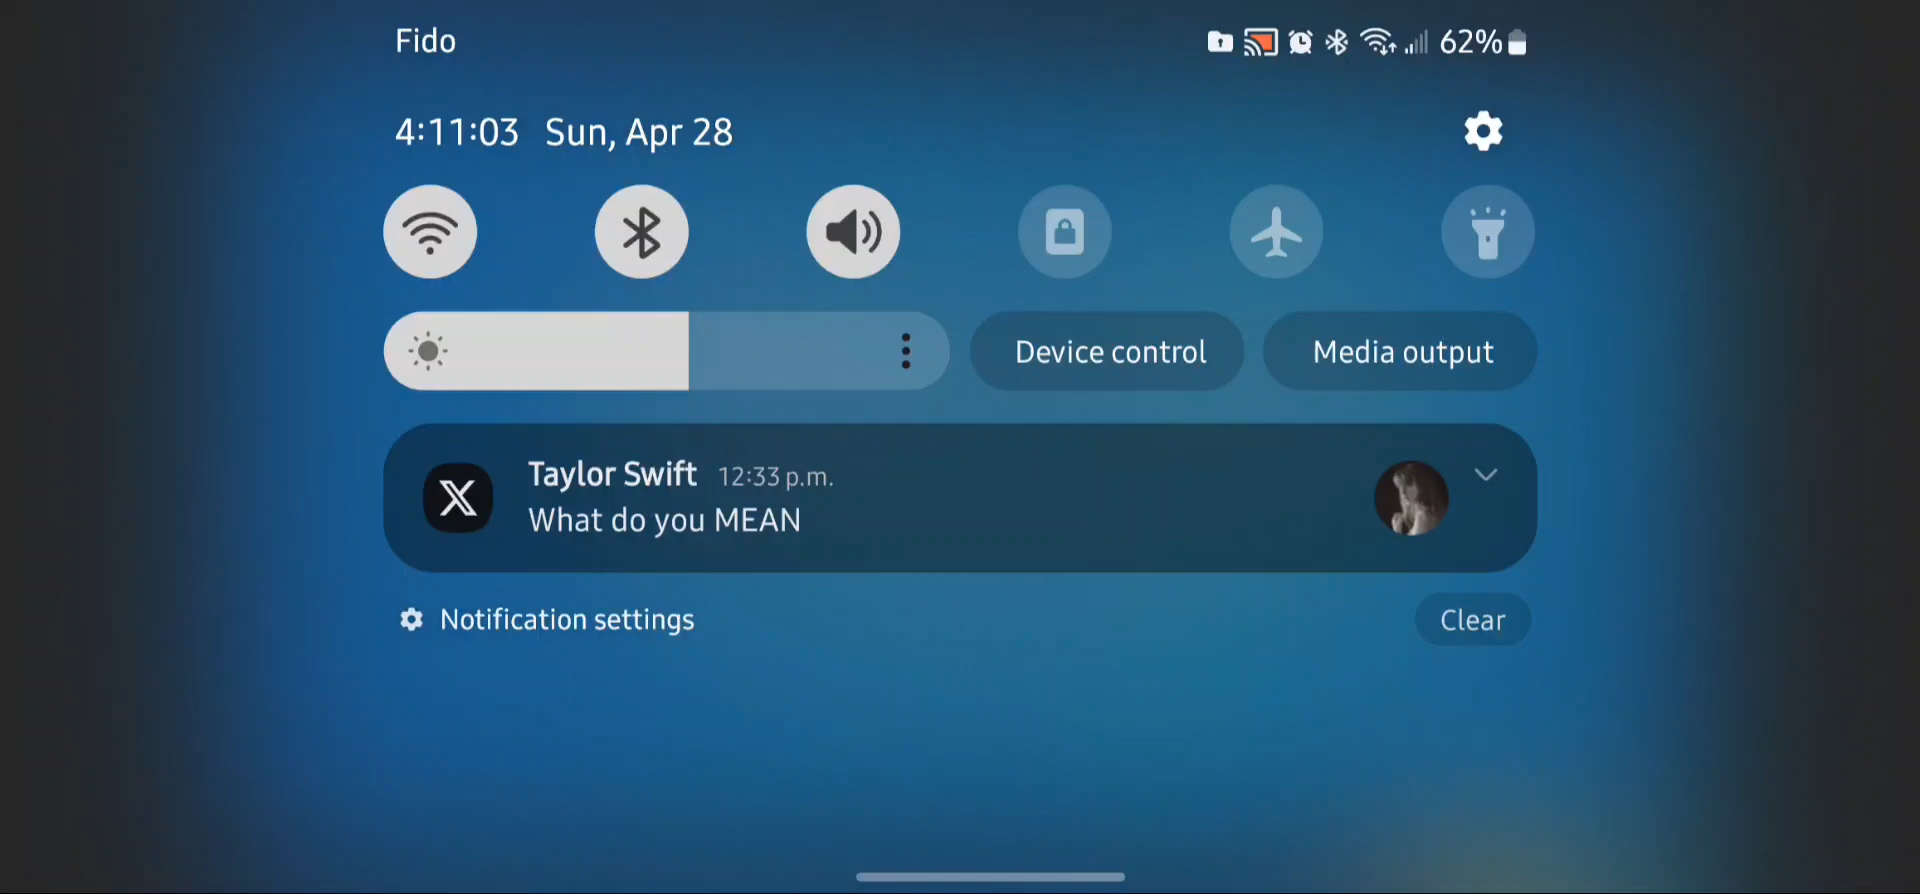 Fido
62%
4:11:03 Sun, Apr 28
Device control
Media output
Taylor Swift 12:33 p.m.
What do you MEAN
Notification settings
Clear